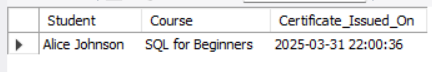 Student Course Certificate_Issued_On
Alice Johnson SQL for Beginners 2025-03-31 22:00:36